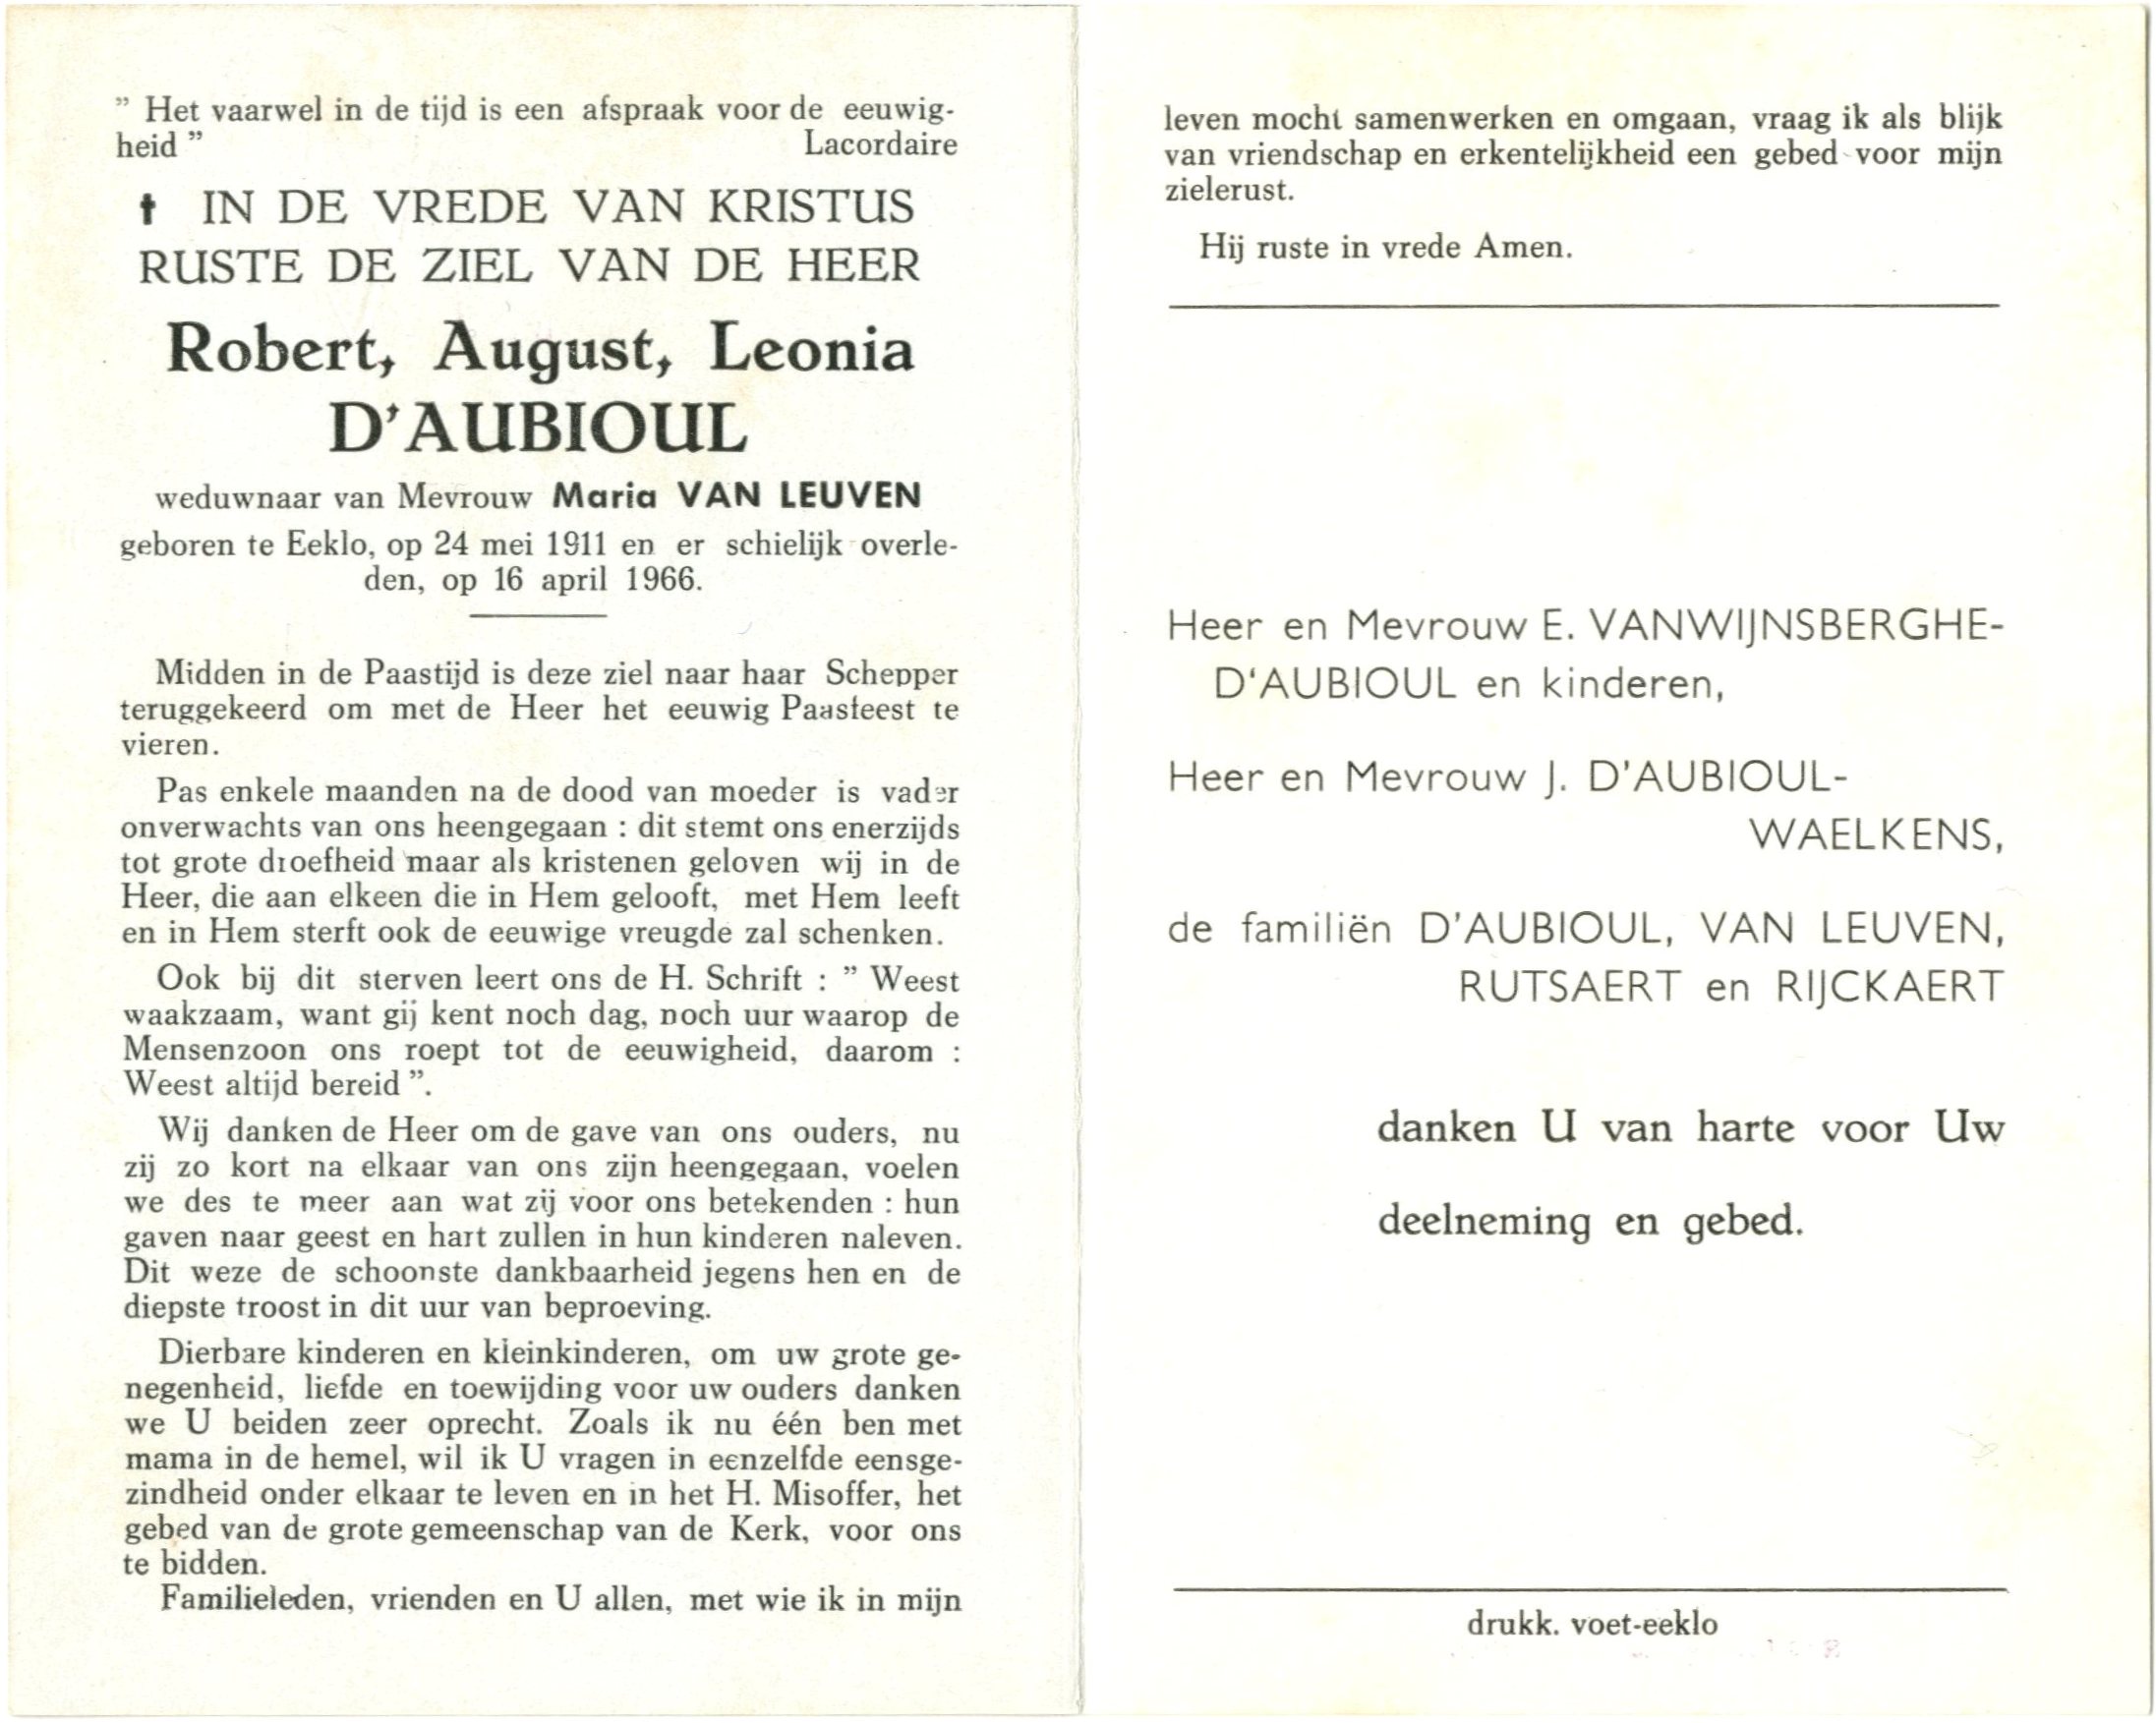 ” Het vaarwel in de tijd is een afspraak voor de eeuwig-
heid ” Lacordaire
✝ IN DE VREDE VAN KRISTUS
RUSTE DE ZIEL VAN DE HEER
Robert, August, Leonia
D'AUBIOUL
weduwnaar van Mevrouw Maria VAN LEUVEN
geboren te Eeklo, op 24 mei 1911 en er schielijk overle-
den, op 16 april 1966.
Midden in de Paastijd is deze ziel naar haar Schepper
teruggekeerd om met de Heer het eeuwig Paasfeest te
vieren.
Pas enkele maanden na de dood van moeder is vader
onverwachts van ons heengegaan : dit stemt ons enerzijds
tot grote droefheid maar als kristenen geloven wij in de
Heer, die aan elkeen die in Hem gelooft, met Hem leeft
en in Hem sterft ook de eeuwige vreugde zal schenken.
Ook bij dit sterven leert ons de H. Schrift : ” Weest
waakzaam, want gij kent noch dag, noch uur waarop de
Mensenzoon ons roept tot de eeuwigheid, daarom :
Weest altijd bereid ”.
Wij danken de Heer om de gave van ons ouders, nu
zij zo kort na elkaar van ons zijn heengegaan, voelen
we des te meer aan wat zij voor ons betekenden : hun
gaven naar geest en hart zullen in hun kinderen naleven.
Dit weze de schoonste dankbaarheid jegens hen en de
diepste troost in dit uur van beproeving.
Dierbare kinderen en kleinkinderen, om uw grote ge-
negenheid, liefde en toewijding voor uw ouders danken
we U beiden zeer oprecht. Zoals ik nu één ben met
mama in de hemel, wil ik U vragen in eenzelfde eensge-
zindheid onder elkaar te leven en in het H. Misoffer, het
gebed van de grote gemeenschap van de Kerk, voor ons
te bidden.
Familieleden, vrienden en U allen, met wie ik in mijn
leven mocht samenwerken en omgaan, vraag ik als blijk
van vriendschap en erkentelijkheid een gebed voor mijn
zielerust.
Hij ruste in vrede Amen.
Heer en Mevrouw E. VANWIJNSBERGHE-
D'AUBIOUL en kinderen,
Heer en Mevrouw J. D'AUBIOUL-
WAELKENS,
de familiën D'AUBIOUL, VAN LEUVEN,
RUTSAERT en RIJCKAERT
danken U van harte voor Uw
deelneming en gebed.
drukk. voet-eeklo